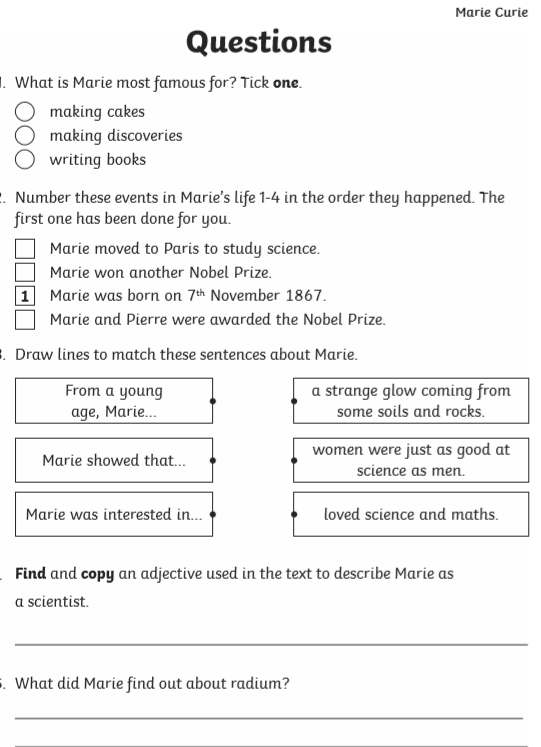 Marie Curie
Questions
. What is Marie most famous for? Tick one.
making cakes
making discoveries
writing books
. Number these events in Marie's life 1-4 in the order they happened. The
first one has been done for you.
Marie moved to Paris to study science.
Marie won another Nobel Prize.
1 Marie was born on 7th November 1867.
Marie and Pierre were awarded the Nobel Prize.
. Draw lines to match these sentences about Marie.
From a young
age, Marie...
a strange glow coming from
some soils and rocks.
Marie showed that...
women were just as good at
science as men.
Marie was interested in...
loved science and maths.
. Find and copy an adjective used in the text to describe Marie as
a scientist.
. What did Marie find out about radium?